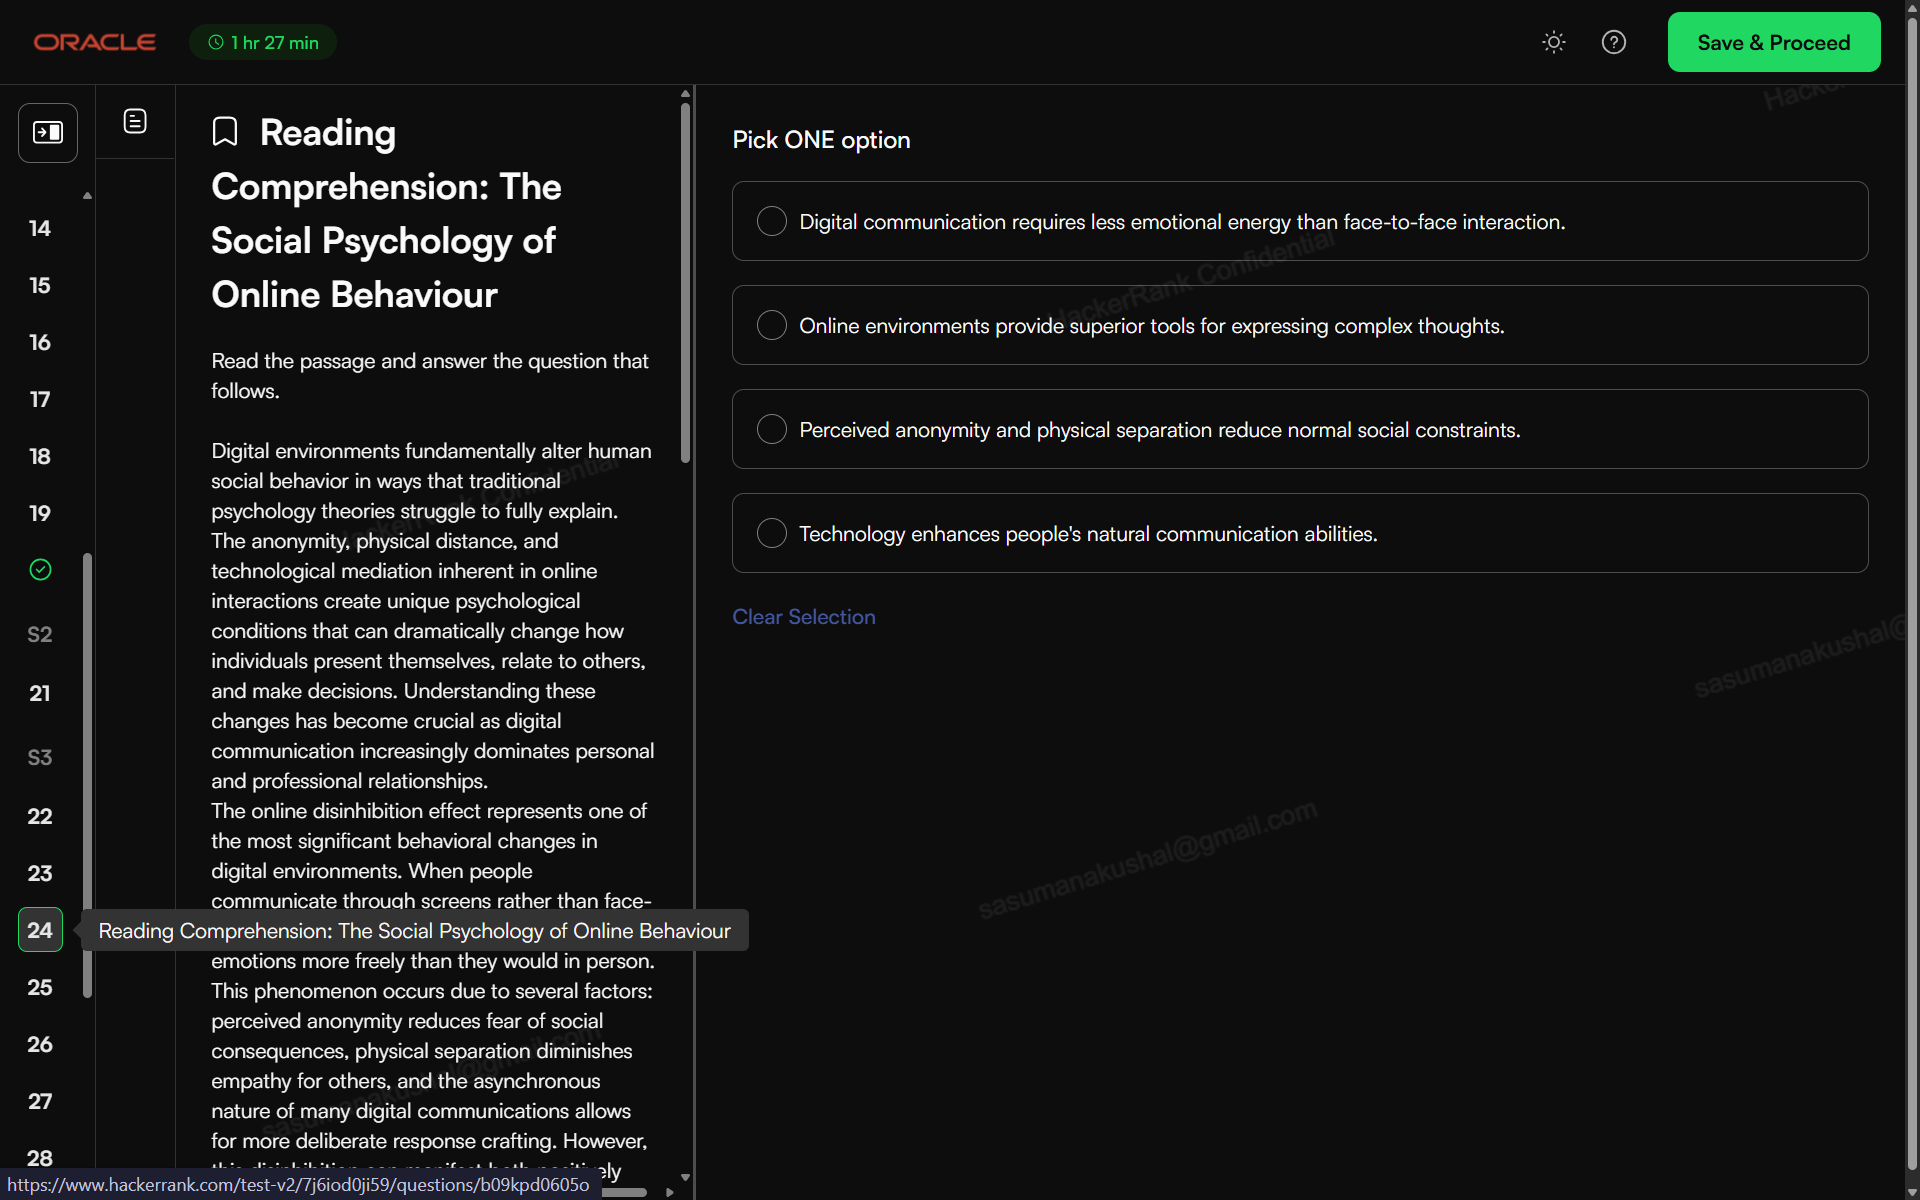 ORACLE
1 hr 27 min
Save & Proceed
14
15
16
17
18
19
S2
21
S3
22
23
24
25
26
27
28
Reading
Comprehension: The
Social Psychology of
Online Behaviour
Read the passage and answer the question that
follows.
Digital environments fundamentally alter human
social behavior in ways that traditional
psychology theories struggle to fully explain.
The anonymity, physical distance, and
technological mediation inherent in online
interactions create unique psychological
conditions that can dramatically change how
individuals present themselves, relate to others,
and make decisions. Understanding these
changes has become crucial as digital
communication increasingly dominates personal
and professional relationships.
The online disinhibition effect represents one of
the most significant behavioral changes in
digital environments. When people
communicate through screens rather than face-
Reading Comprehension: The Social Psychology of Online Behaviour
emotions more freely than they would in person.
This phenomenon occurs due to several factors:
perceived anonymity reduces fear of social
consequences, physical separation diminishes
empathy for others, and the asynchronous
nature of many digital communications allows
for more deliberate response crafting. However,
this disinhibition can manifest both positively
https://www.hackerrank.com/test-v2/7j6iod0ji59/questions/b09kpd0605o
Pick ONE option
Digital communication requires less emotional energy than face-to-face interaction.
Online environments provide superior tools for expressing complex thoughts.
Perceived anonymity and physical separation reduce normal social constraints.
Technology enhances people's natural communication abilities.
Clear Selection
HackerRank Confidential
HackerRank Confidential
sasumanakushal@gmail.com
sasumanakushal@gmail.com
sasumanakushal@